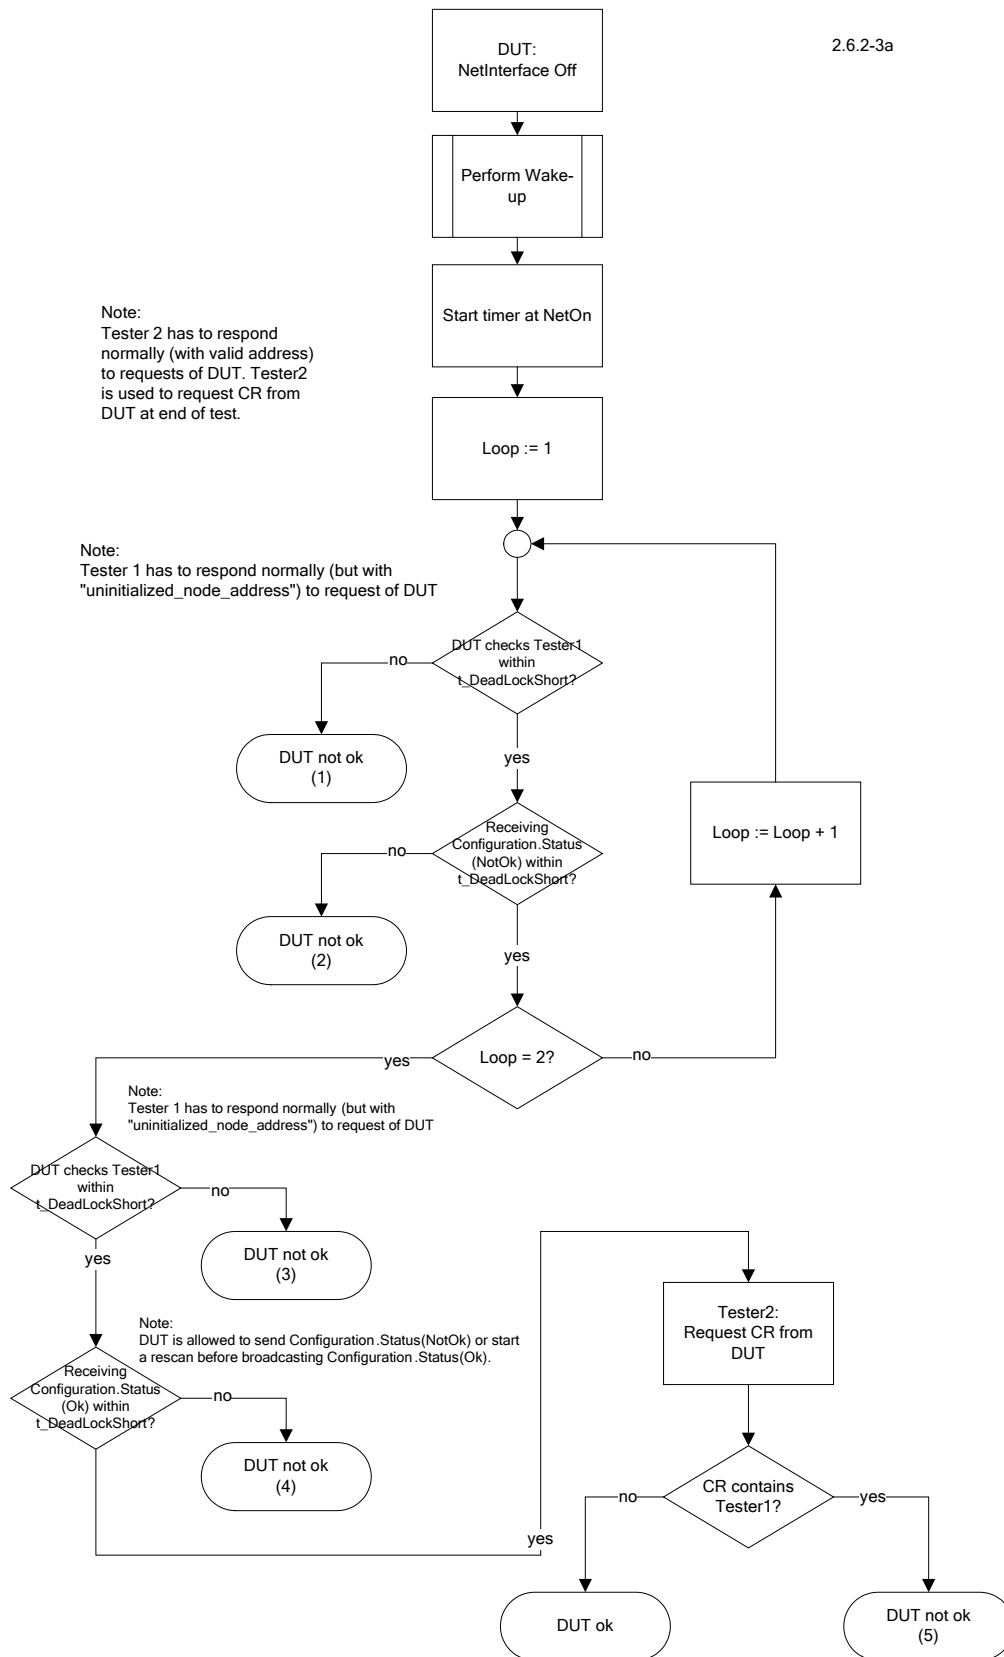 DUT:
NetInterface Off
2.6.2-3a
Perform Wake-
up
Start timer at NetOn
Note:
Tester 2 has to respond
normally (with valid address)
to requests of DUT. Tester2
is used to request CR from
DUT at end of test.
Loop := 1
Note:
Tester 1 has to respond normally (but with
"uninitialized_node_address") to request of DUT
DUT checks Tester1
within
t_DeadLockShort?
no
DUT not ok
(1)
yes
Receiving
Configuration.Status
(NotOk) within
t_DeadLockShort?
no
DUT not ok
(2)
Loop := Loop + 1
yes
Loop = 2?
yes
no
Note:
Tester 1 has to respond normally (but with
"uninitialized_node_address") to request of DUT
DUT checks Tester1
within
t_DeadLockShort?
no
DUT not ok
(3)
yes
Note:
DUT is allowed to send Configuration.Status(NotOk) or start
a rescan before broadcasting Configuration.Status(Ok).
Receiving
Configuration.Status
(Ok) within
t_DeadLockShort?
no
DUT not ok
(4)
yes
Tester2:
Request CR from
DUT
CR contains
Tester1?
no
yes
DUT ok
DUT not ok
(5)